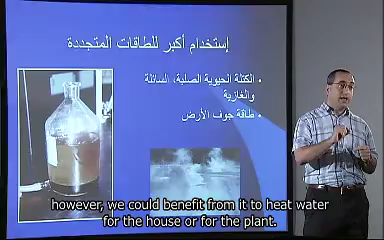 إستخدام أكبر للطاقات المتجددة
• الكتلة الحيوية الصلبة، السائلة
والغازية
• طاقة جوف الأرض
however, we could benefit from it to heat water
for the house or for the plant.